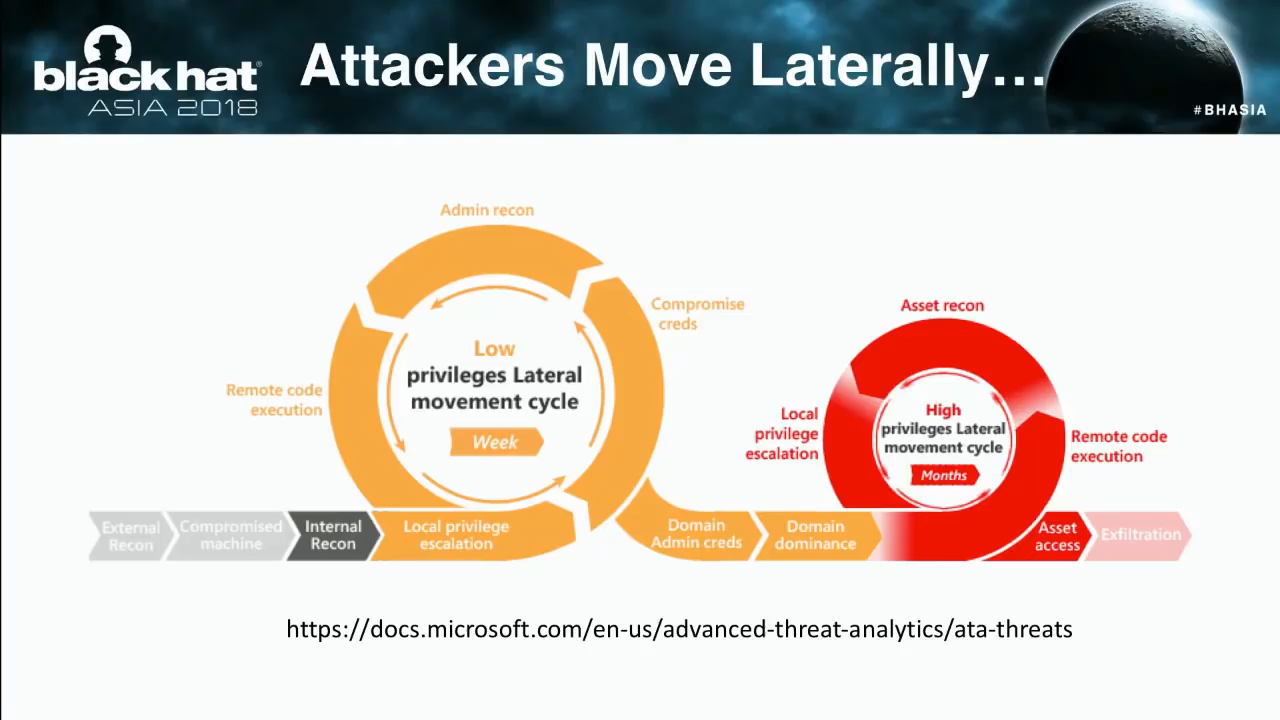 black hat®
ASIA 2018
Attackers Move Laterally...
#BHASIA
Admin recon
Compromise
creds
Remote code
execution
Low
privileges Lateral
movement cycle
Week
Asset recon
Local
privilege
escalation
High
privileges Lateral
movement cycle
Months
Remote code
execution
External
Recon
Compromised
machine
Internal
Recon
Local privilege
escalation
Domain
Admin creds
Domain
dominance
Asset
access
Exfiltration
https://docs.microsoft.com/en-us/advanced-threat-analytics/ata-threats